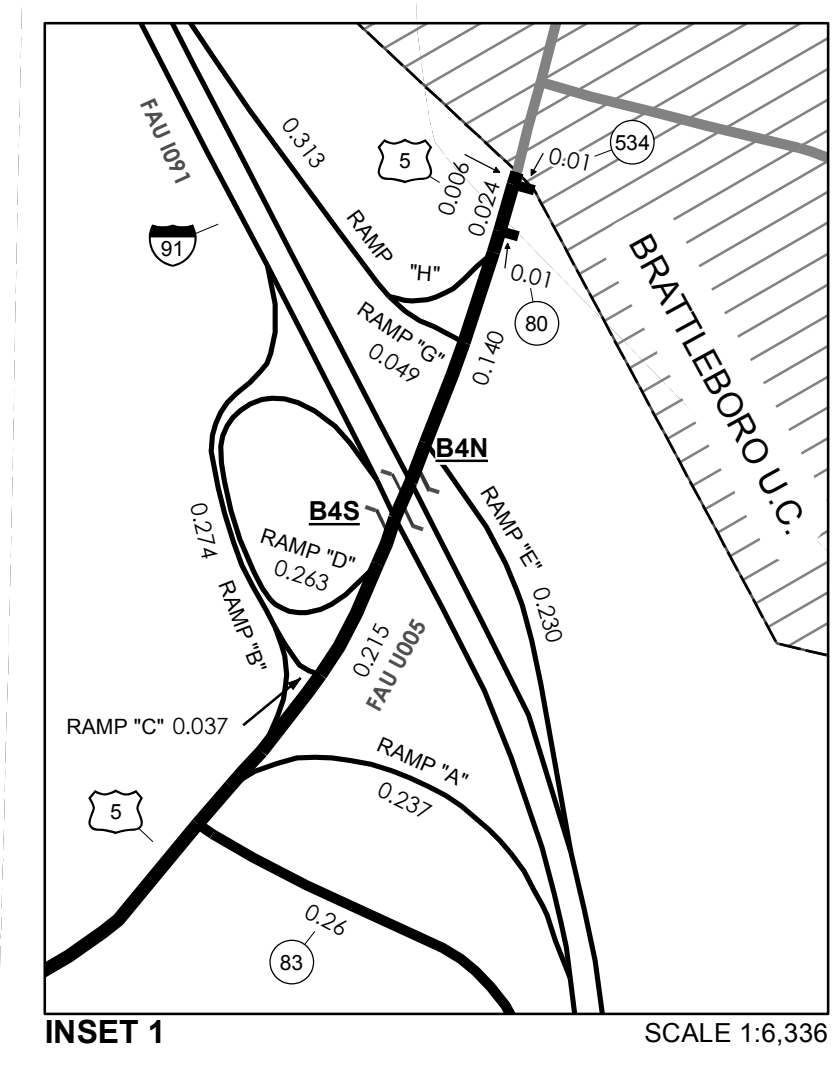 FAU I091
0.313
5
0.006
0.024
0.01
534
91
RAMP "H"
0.01
80
RAMP "G"
0.049
0.140
BRATTLEBORO U.C.
B4N
B4S
RAMP "E"
0.230
0.274
RAMP "D"
0.263
RAMP "B"
0.215
FAU U005
RAMP "C" 0.037
RAMP "A"
0.237
5
0.26
83
INSET 1
SCALE 1:6,336